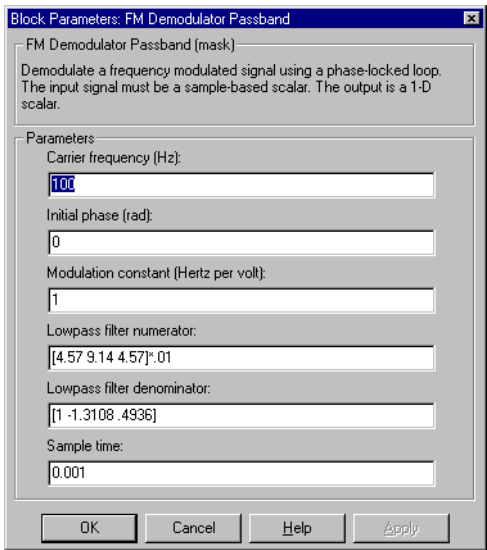 Block Parameters: FM Demodulator Passband
FM Demodulator Passband (mask)
Demodulate a frequency modulated signal using a phase-locked loop.
The input signal must be a sample-based scalar. The output is a 1-D
scalar.
Parameters
Carrier frequency (Hz):
100
Initial phase (rad):
0
Modulation constant (Hertz per volt):
1
Lowpass filter numerator:
[4.57 9.14 4.57]*.01
Lowpass filter denominator:
[1 -1.3108 .4936]
Sample time:
0.001
OK Cancel Help Apply